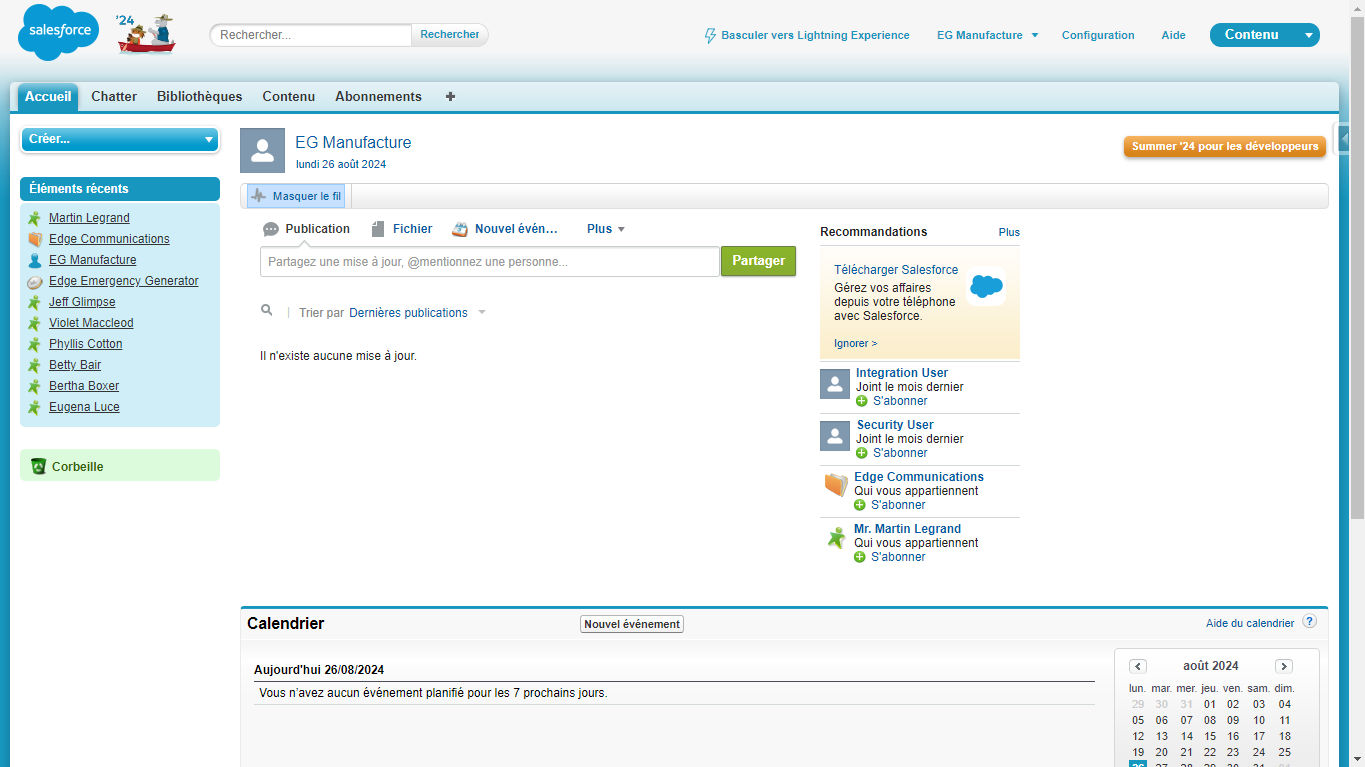 salesforce
'24
Rechercher...
Rechercher
Basculer vers Lightning Experience
EG Manufacture
Configuration
Aide
Contenu
Accueil
Chatter
Bibliothèques
Contenu
Abonnements
+
Créer...
Éléments récents
Martin Legrand
Edge Communications
EG Manufacture
Edge Emergency Generator
Jeff Glimpse
Violet Maccleod
Phyllis Cotton
Betty Bair
Bertha Boxer
Eugena Luce
Corbeille
EG Manufacture
lundi 26 août 2024
Summer '24 pour les développeurs
Masquer le fil
Publication
Fichier
Nouvel évén...
Plus
Partagez une mise à jour, @mentionnez une personne...
Partager
Trier par Dernières publications
Il n'existe aucune mise à jour.
Recommandations
Plus
Télécharger Salesforce
Gérez vos affaires
depuis votre téléphone
avec Salesforce.
Ignorer >
Integration User
Joint le mois dernier
S'abonner
Security User
Joint le mois dernier
S'abonner
Edge Communications
Qui vous appartiennent
S'abonner
Mr. Martin Legrand
Qui vous appartiennent
S'abonner
Calendrier
Nouvel événement
Aide du calendrier ?
Aujourd'hui 26/08/2024
Vous n'avez aucun événement planifié pour les 7 prochains jours.
août 2024
lun. mar. mer. jeu. ven. sam. dim.
29 30 31 01 02 03 04
05 06 07 08 09 10 11
12 13 14 15 16 17 18
19 20 21 22 23 24 25
26 27 28 29 30 31 01